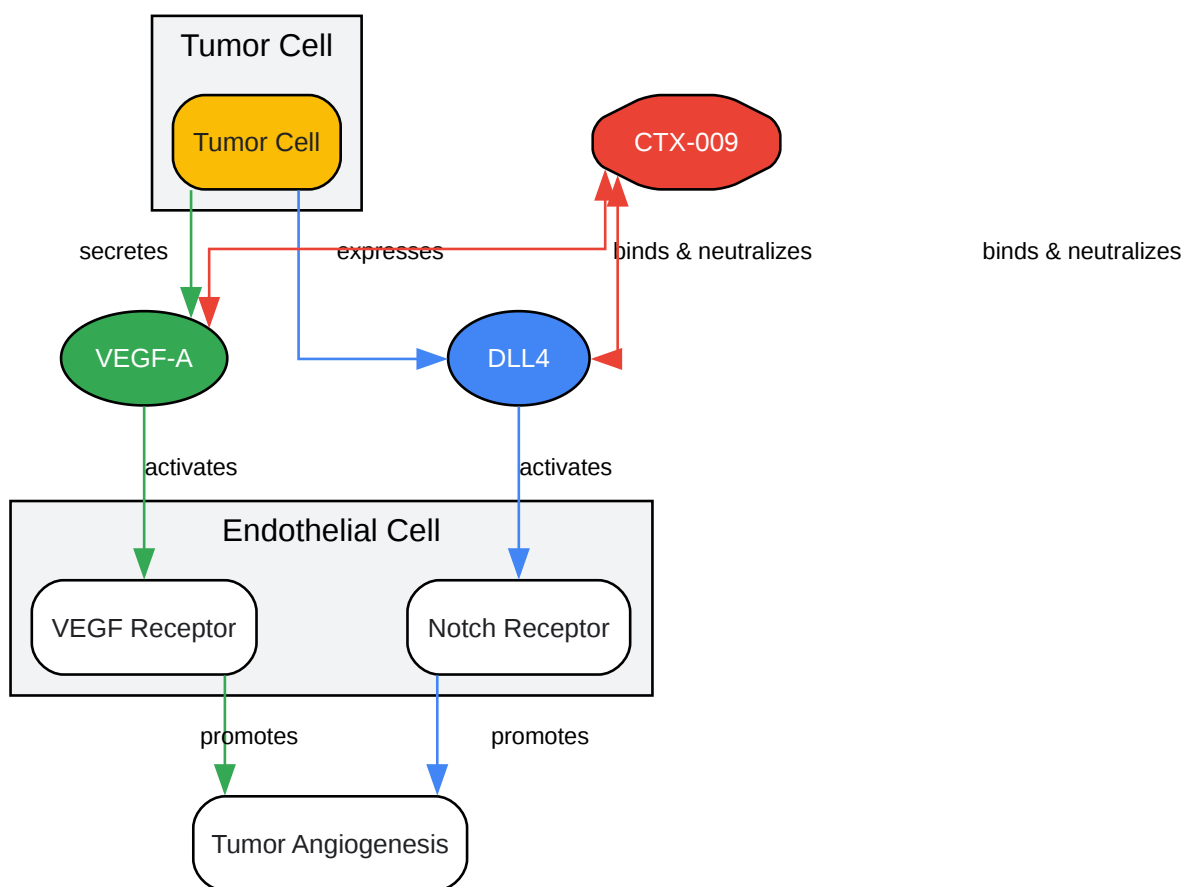 Tumor Cell
Tumor Cell
CTX-009
secretes
expresses
binds & neutralizes
binds & neutralizes
VEGF-A
DLL4
activates
activates
Endothelial Cell
VEGF Receptor
Notch Receptor
promotes
promotes
Tumor Angiogenesis